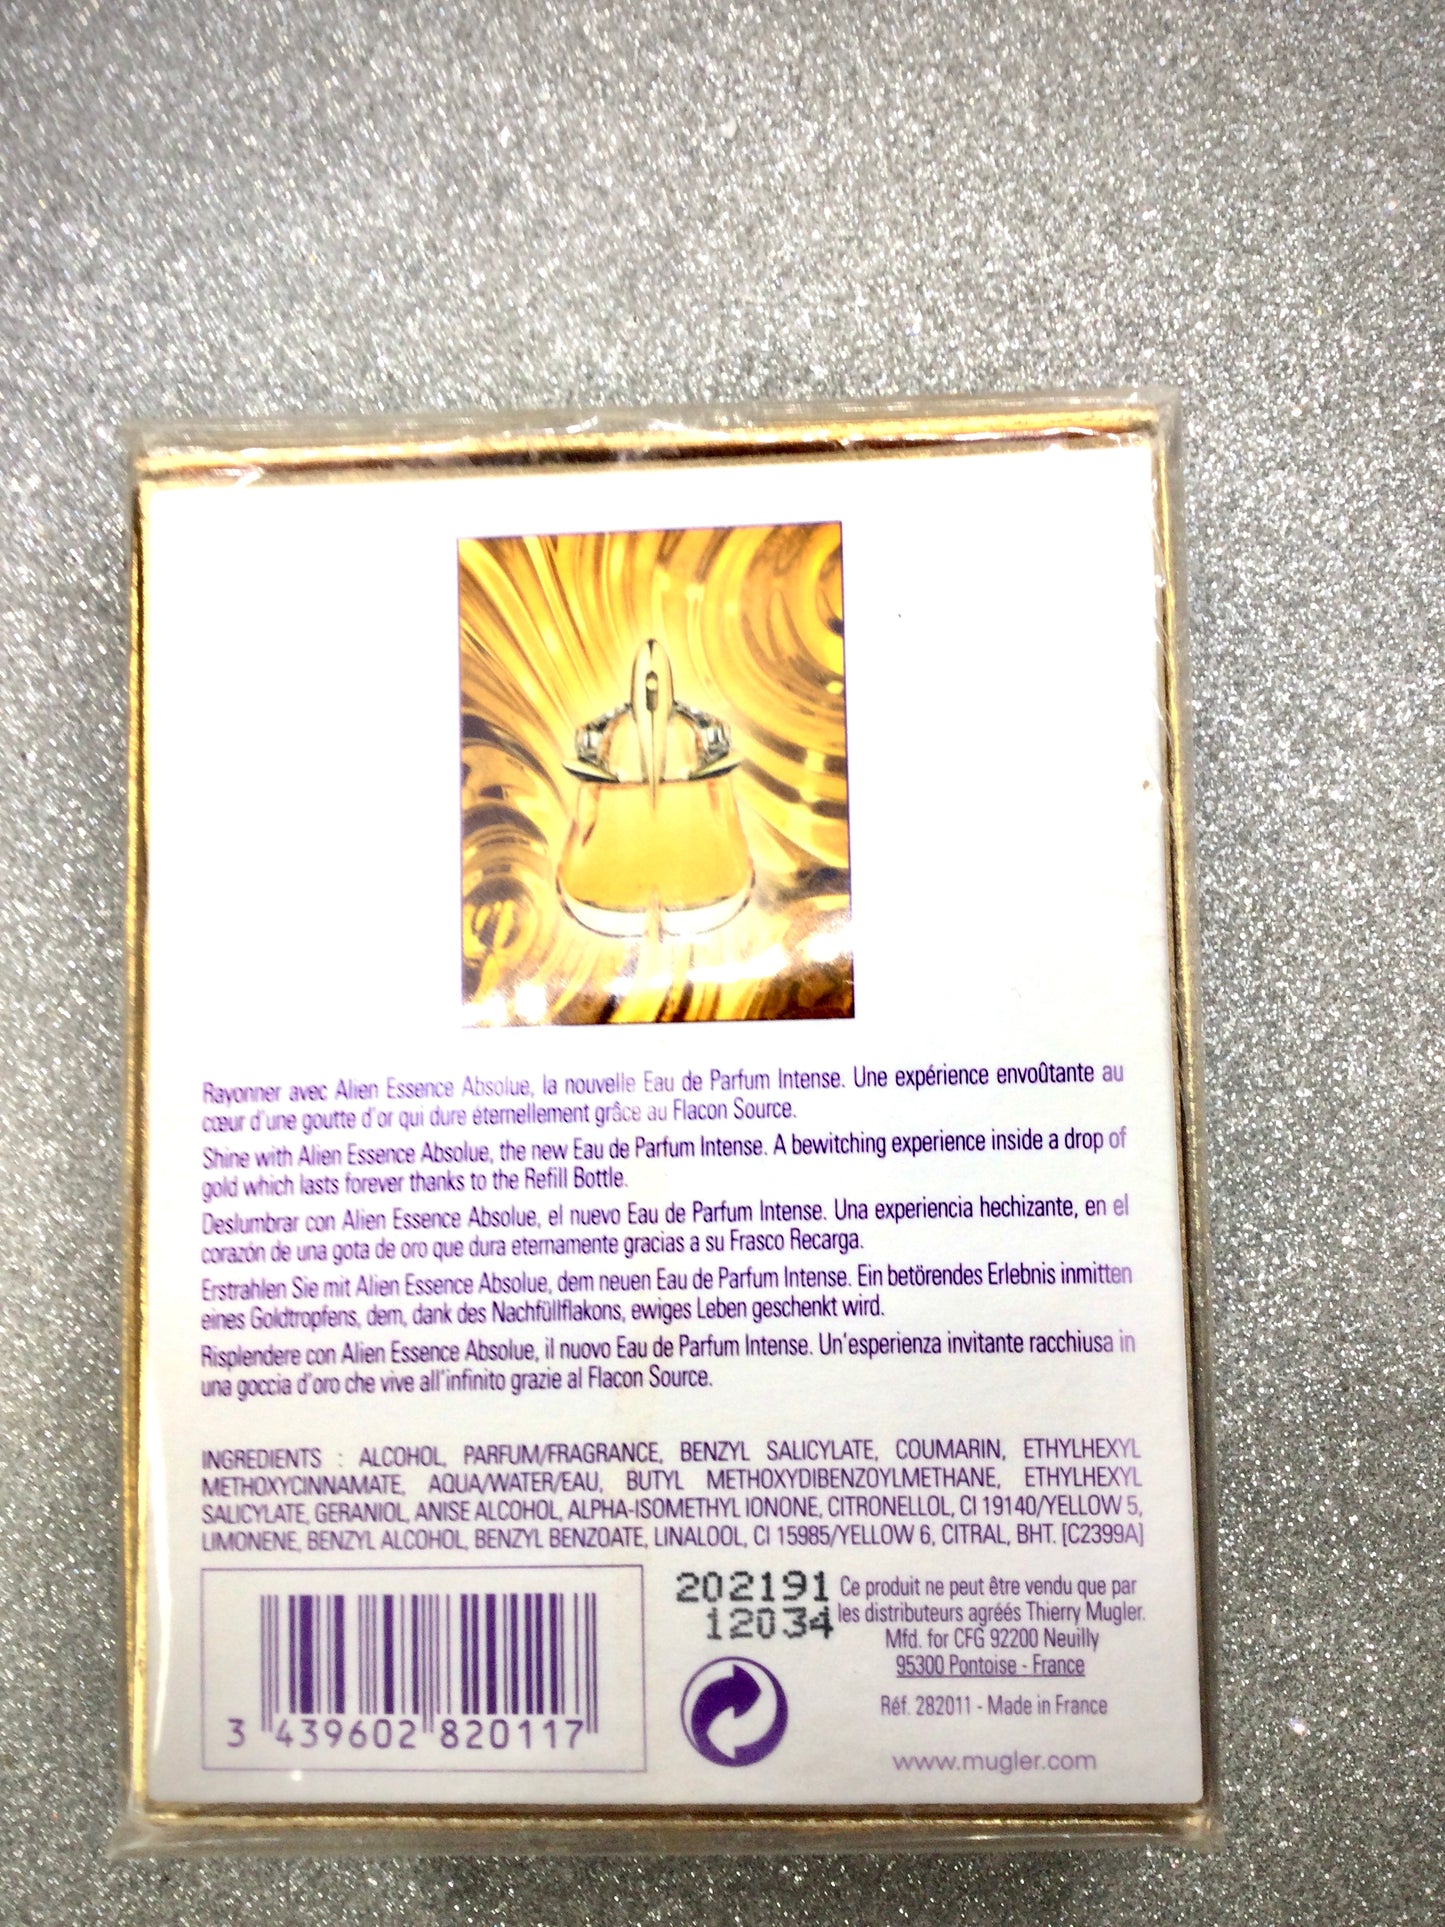 Rayonner avec Alien Essence Absolue, la nouvelle Eau de Parfum Intense. Une expérience envoûtante au
cœur d'une goutte d'or qui dure éternellement grâce au Flacon Source.
Shine with Alien Essence Absolue, the new Eau de Parfum Intense. A bewitching experience inside a drop of
gold which lasts forever thanks to the Refill Bottle.
Deslumbrar con Alien Essence Absolue, el nuevo Eau de Parfum Intense. Una experiencia hechizante, en el
corazón de una gota de oro que dura eternamente gracias a su Frasco Recarga.
Erstrahlen Sie mit Alien Essence Absolue, dem neuen Eau de Parfum Intense. Ein betörendes Erlebnis inmitten
eines Goldtropfens, dem, dank des Nachfüllflakons, ewiges Leben geschenkt wird.
Risplendere con Alien Essence Absolue, il nuovo Eau de Parfum Intense. Un'esperienza invitante racchiusa in
una goccia d'oro che vive all'infinito grazie al Flacon Source.
INGREDIENTS : ALCOHOL, PARFUM/FRAGRANCE, BENZYL SALICYLATE, COUMARIN, ETHYLHEXYL
METHOXYCINNAMATE, AQUA/WATER/EAU, BUTYL METHOXYDIBENZOYLMETHANE, ETHYLHEXYL
SALICYLATE, GERANIOL, ANISE ALCOHOL, ALPHA-ISOMETHYL IONONE, CITRONELLOL, CI 19140/YELLOW 5,
LIMONENE, BENZYL ALCOHOL, BENZYL BENZOATE, LINALOOL, CI 15985/YELLOW 6, CITRAL, BHT. [C2399A]
3 439602 820117
202191
12034
Ce produit ne peut être vendu que par
les distributeurs agréés Thierry Mugler.
Mfd. for CFG 92200 Neuilly
95300 Pontoise - France
Réf. 282011 - Made in France
www.mugler.com